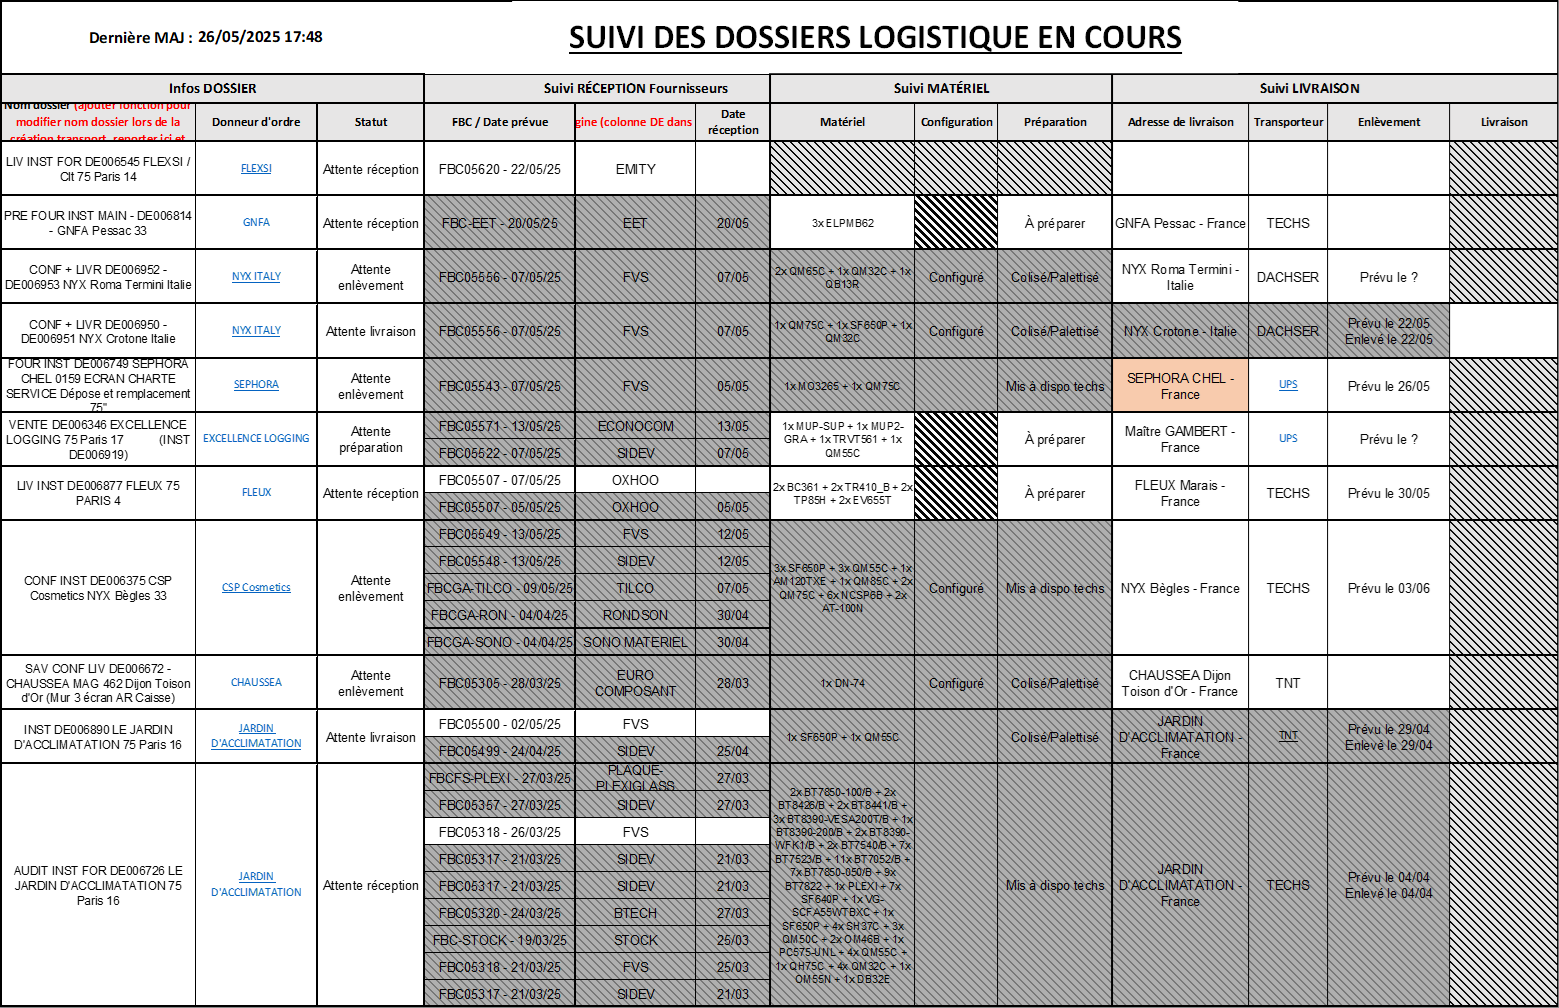 Dernière MAJ : 26/05/2025 17:48
SUIVI DES DOSSIERS LOGISTIQUE EN COURS
Infos DOSSIER
Suivi RÉCEPTION Fournisseurs
Suivi MATÉRIEL
Suivi LIVRAISON
Nom dossier (ajouter fonction pour
modifier nom dossier lors de la
création transport, reporter ici et
Donneur d'ordre
Statut
FBC / Date prévue
gine (colonne DE dans
Date
réception
Matériel
Configuration
Préparation
Adresse de livraison
Transporteur
Enlèvement
Livraison
LIV INST FOR DE006545 FLEXSI /
Clt 75 Paris 14
FLEXSI
Attente réception
FBC05620 - 22/05/25
EMITY
PRE FOUR INST MAIN - DE006814
- GNFA Pessac 33
GNFA
Attente réception
FBC-EET - 20/05/25
EET
20/05
3x ELPMB62
À préparer
GNFA Pessac - France
TECHS
CONF + LIVR DE006952 -
DE006953 NYX Roma Termini Italie
NYX ITALY
Attente
enlèvement
FBC05556 - 07/05/25
FVS
07/05
2x QM65C + 1x QM32C + 1x
QB13R
Configuré
Colisé/Palettisé
NYX Roma Termini -
Italie
DACHSER
Prévu le ?
CONF + LIVR DE006950 -
DE006951 NYX Crotone Italie
NYX ITALY
Attente livraison
FBC05556 - 07/05/25
FVS
07/05
1x QM75C + 1x SF650P + 1x
QM32C
Configuré
Colisé/Palettisé
NYX Crotone - Italie
DACHSER
Prévu le 22/05
Enlevé le 22/05
FOUR INST DE006749 SEPHORA
CHEL 0159 ECRAN CHARTE
SERVICE Dépose et remplacement
75"
SEPHORA
Attente
enlèvement
FBC05543 - 07/05/25
FVS
05/05
1x MO3265 + 1x QM75C
Mis à dispo techs
SEPHORA CHEL -
France
UPS
Prévu le 26/05
VENTE DE006346 EXCELLENCE
LOGGING 75 Paris 17 (INST
DE006919)
EXCELLENCE LOGGING
Attente
préparation
FBC05571 - 13/05/25
ECONOCOM
13/05
FBC05522 - 07/05/25
SIDEV
07/05
1x MUP-SUP + 1x MUP2-
GRA + 1x TRVT561 + 1x
QM55C
À préparer
Maître GAMBERT -
France
UPS
Prévu le ?
LIV INST DE006877 FLEUX 75
PARIS 4
FLEUX
Attente réception
FBC05507 - 07/05/25
OXHOO
FBC05507 - 05/05/25
OXHOO
05/05
2x BC361 + 2x TR410_B + 2x
TP85H + 2x EV655T
À préparer
FLEUX Marais -
France
TECHS
Prévu le 30/05
CONF INST DE006375 CSP
Cosmetics NYX Bègles 33
CSP Cosmetics
Attente
enlèvement
FBC05549 - 13/05/25
FVS
12/05
FBC05548 - 13/05/25
SIDEV
12/05
FBCGA-TILCO - 09/05/25
TILCO
07/05
FBCGA-RON - 04/04/25
RONDSON
30/04
FBCGA-SONO - 04/04/25
SONO MATERIEL
30/04
3x SF650P + 3x QM55C + 1x
AM120TXE + 1x QM85C + 2x
QM75C + 6x NCSP6B + 2x
AT-100N
Configuré
Mis à dispo techs
NYX Bègles - France
TECHS
Prévu le 03/06
SAV CONF LIV DE006672 -
CHAUSSEA MAG 462 Dijon Toison
d'Or (Mur 3 écran AR Caisse)
CHAUSSEA
Attente
enlèvement
FBC05305 - 28/03/25
EURO
COMPOSANT
28/03
1x DN-74
Configuré
Colisé/Palettisé
CHAUSSEA Dijon
Toison d'Or - France
TNT
INST DE006890 LE JARDIN
D'ACCLIMATATION 75 Paris 16
JARDIN
D'ACCLIMATATION
Attente livraison
FBC05500 - 02/05/25
FVS
FBC05499 - 24/04/25
SIDEV
25/04
1x SF650P + 1x QM55C
Colisé/Palettisé
JARDIN
D'ACCLIMATATION -
France
TNT
Prévu le 29/04
Enlevé le 29/04
AUDIT INST FOR DE006726 LE
JARDIN D'ACCLIMATATION 75
Paris 16
JARDIN
D'ACCLIMATATION
Attente réception
FBCFS-PLEXI - 27/03/25
PLAQUE-
PLEXIGLASS
27/03
FBC05357 - 27/03/25
SIDEV
27/03
FBC05318 - 26/03/25
FVS
FBC05317 - 21/03/25
SIDEV
21/03
FBC05317 - 21/03/25
SIDEV
21/03
FBC05320 - 24/03/25
BTECH
27/03
FBC-STOCK - 19/03/25
STOCK
25/03
FBC05318 - 21/03/25
FVS
25/03
FBC05317 - 21/03/25
SIDEV
21/03
2x BT7850-100/B + 2x
BT8426/B + 2x BT8441/B +
3x BT8390-VESA200T/B + 1x
BT8390-200/B + 2x BT8390-
WFK1/B + 2x BT7540/B + 7x
BT7523/B + 11x BT7052/B +
7x BT7850-050/B + 9x
BT7822 + 1x PLEXI + 7x
SF640P + 1x VG-
SCFA55WTBXC + 1x
SF650P + 4x SH37C + 3x
QM50C + 2x OM46B + 1x
PC575-UNL + 4x QM55C +
1x QH75C + 4x QM32C + 1x
OM55N + 1x DB32E
Mis à dispo techs
JARDIN
D'ACCLIMATATION -
France
TECHS
Prévu le 04/04
Enlevé le 04/04